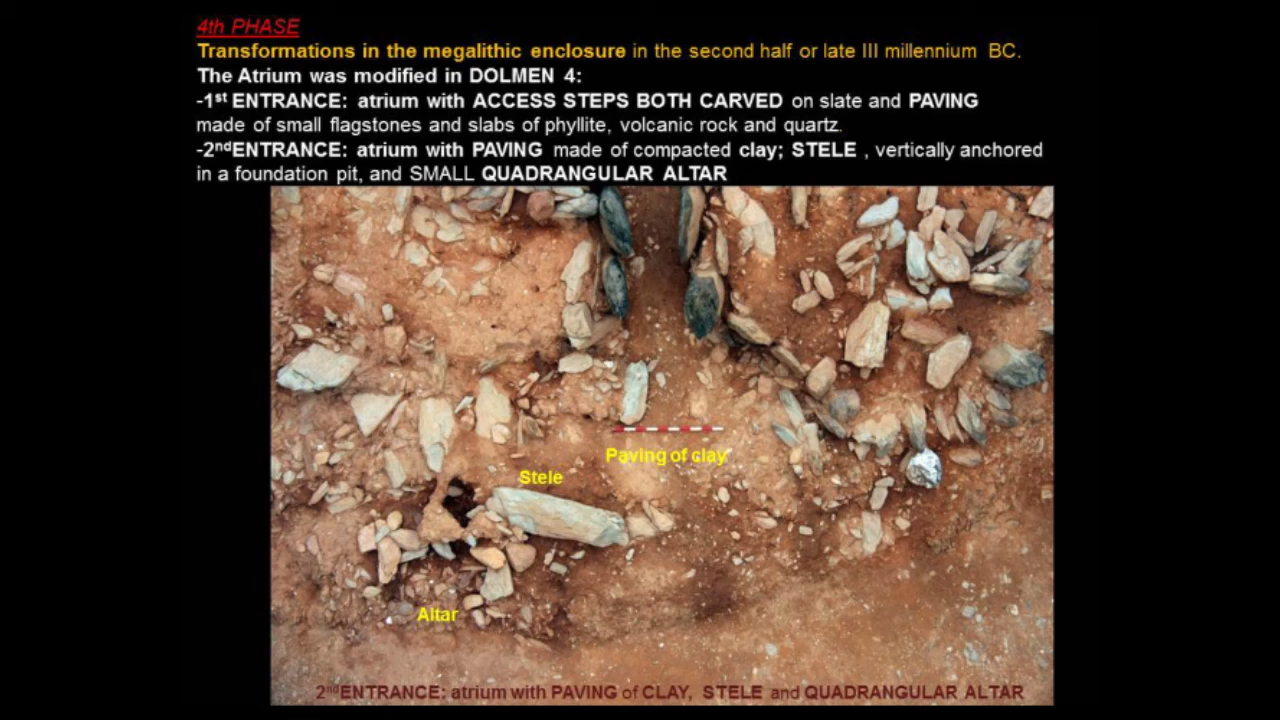 4th PHASE
Transformations in the megalithic enclosure in the second half or late III millennium BC.
The Atrium was modified in DOLMEN 4:
-1st ENTRANCE: atrium with ACCESS STEPS BOTH CARVED on slate and PAVING
made of small flagstones and slabs of phyllite, volcanic rock and quartz.
-2ndENTRANCE: atrium with PAVING made of compacted clay; STELE , vertically anchored
in a foundation pit, and SMALL QUADRANGULAR ALTAR
Paving of clay
Stele
Altar
2ndENTRANCE: atrium with PAVING of CLAY, STELE and QUADRANGULAR ALTAR